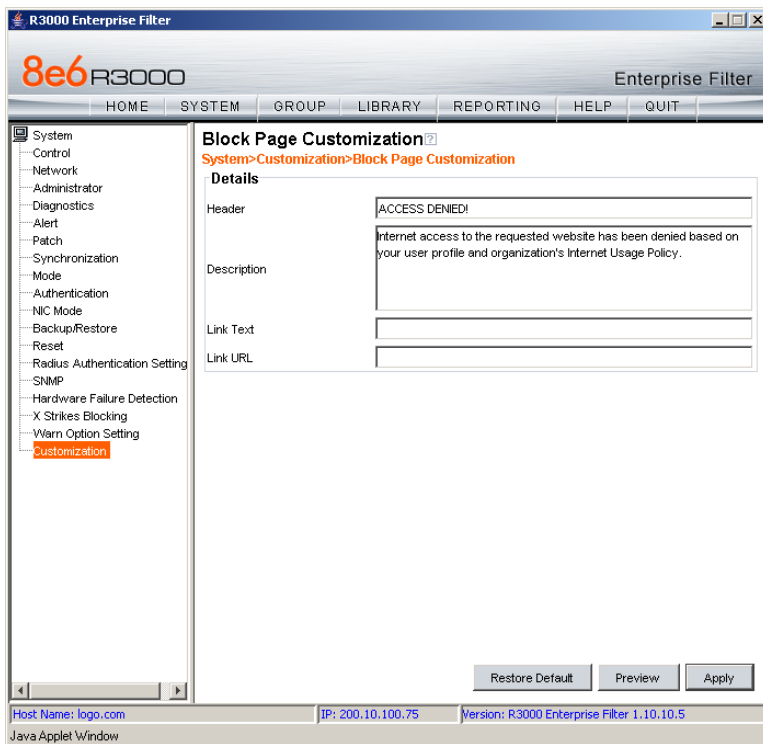 R3000 Enterprise Filter
8e6 R3000
Enterprise Filter
HOME SYSTEM GROUP LIBRARY REPORTING HELP QUIT
System
Control
Network
Administrator
Diagnostics
Alert
Patch
Synchronization
Mode
Authentication
NIC Mode
Backup/Restore
Reset
Radius Authentication Setting
SNMP
Hardware Failure Detection
X Strikes Blocking
Warn Option Setting
Customization
Block Page Customization ?
System>Customization>Block Page Customization
Details
Header
ACCESS DENIED!
Description
Internet access to the requested website has been denied based on
your user profile and organization's Internet Usage Policy.
Link Text
Link URL
Restore Default Preview Apply
Host Name: logo.com IP: 200.10.100.75 Version: R3000 Enterprise Filter 1.10.10.5
Java Applet Window